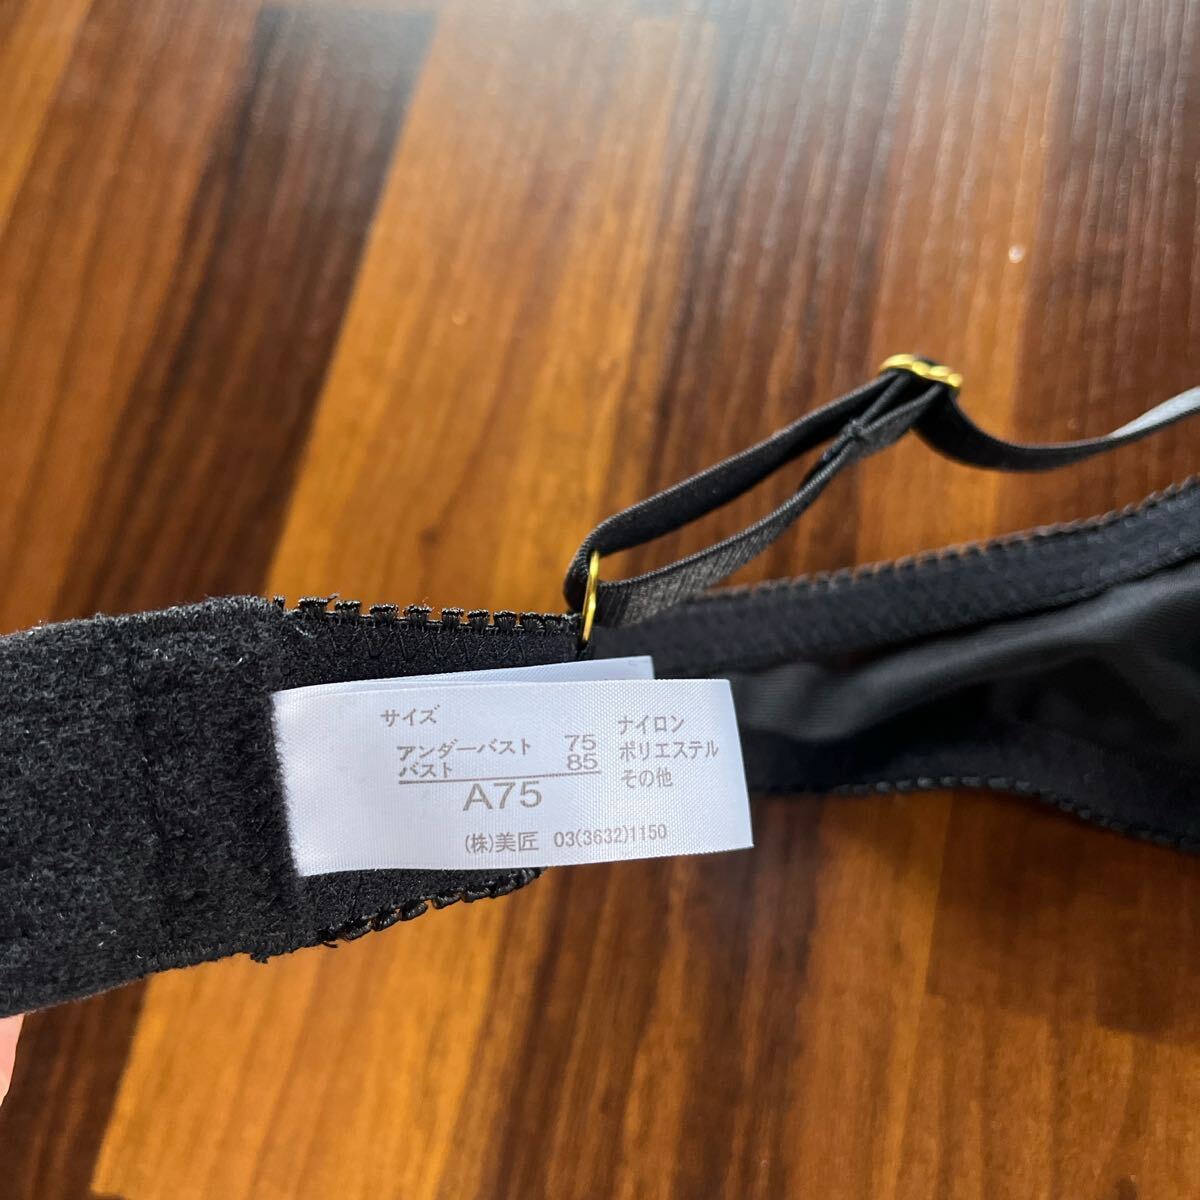 サイズ
アンダーバスト 75
バスト 85
A75
ナイロン
ポリエステル
その他
(株)美匠 03(3632)1150